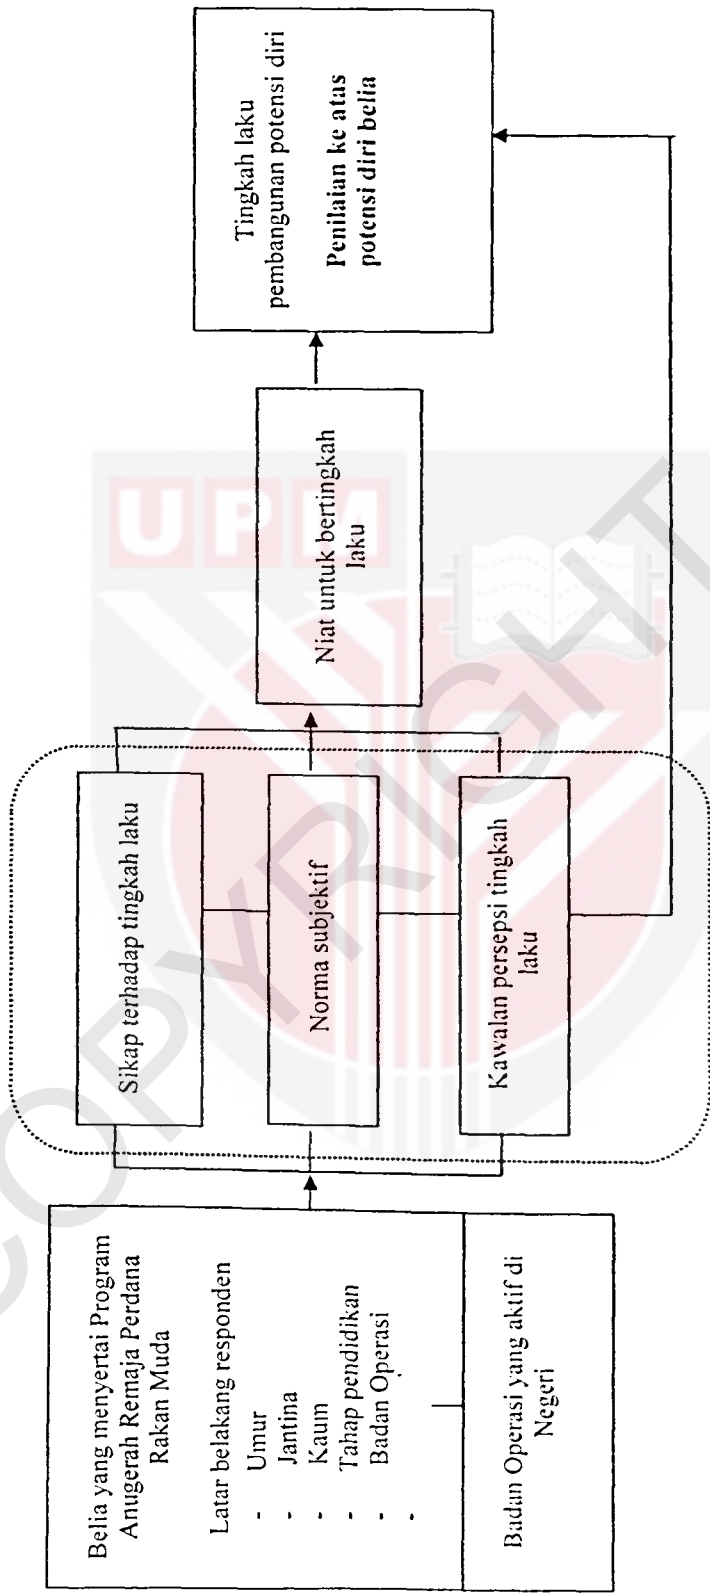 Belia yang menyertai Program
Anugerah Remaja Perdana
Rakan Muda
Latar belakang responden
- Umur
- Jantina
- Kaum
- Tahap pendidikan
- Badan Operasi
-
Badan Operasi yang aktif di
Negeri
Sikap terhadap tingkah laku
Norma subjektif
Kawalan persepsi tingkah
laku
Niat untuk bertingkah
laku
Tingkah laku
pembangunan potensi diri
Penilaian ke atas
potensi diri belia
UPM
COPYRIGHT